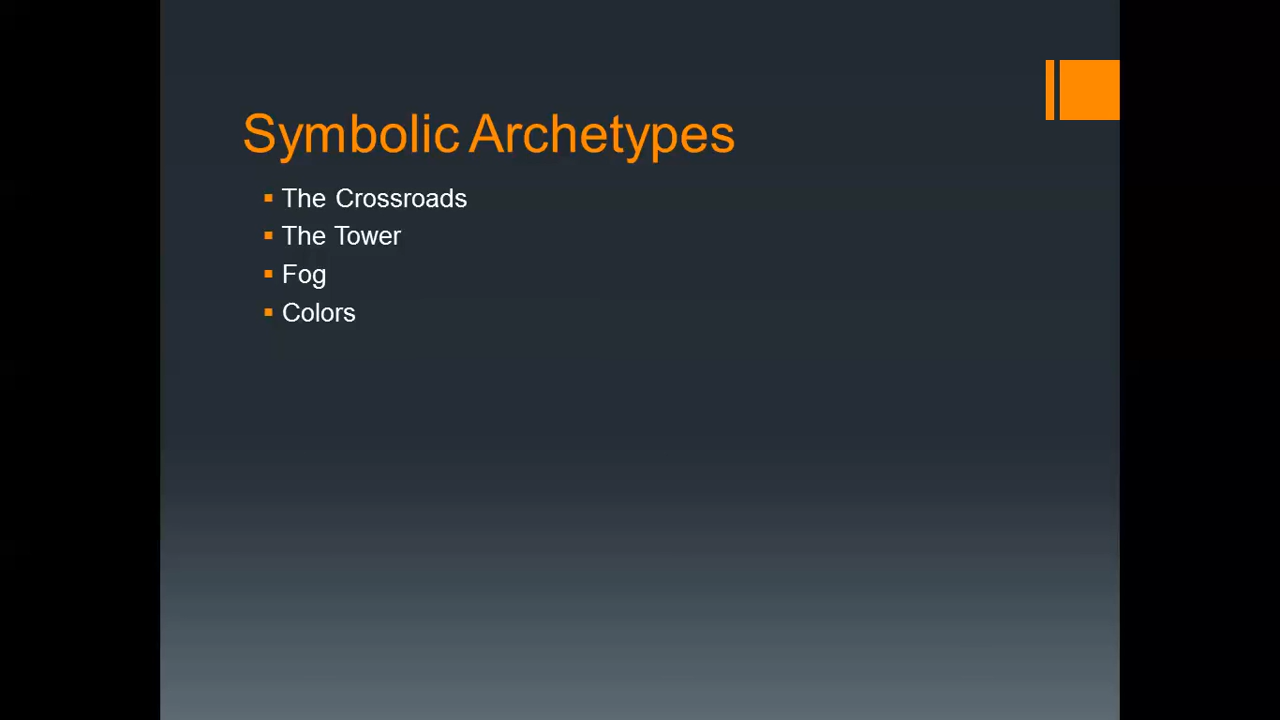 Symbolic Archetypes
The Crossroads
The Tower
Fog
Colors